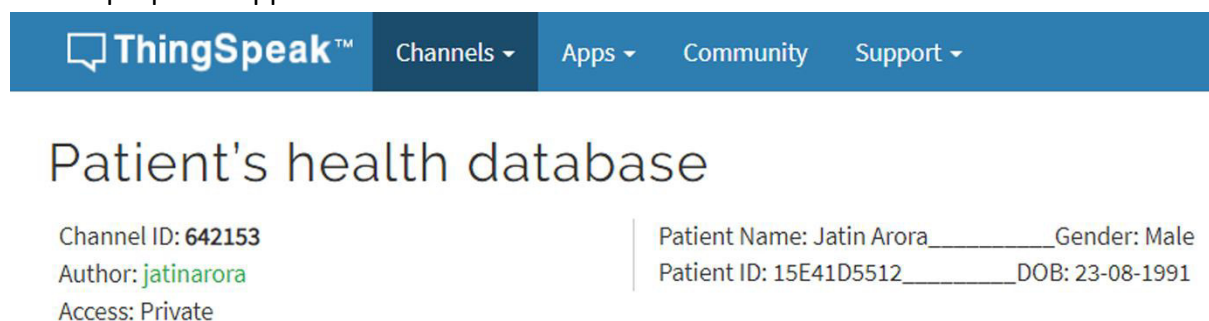 ThingSpeak™ Channels Apps Community Support
Patient's health database
Channel ID: 642153
Author: jatinarora
Access: Private
Patient Name: Jatin Arora__________Gender: Male
Patient ID: 15E41D5512_________DOB: 23-08-1991